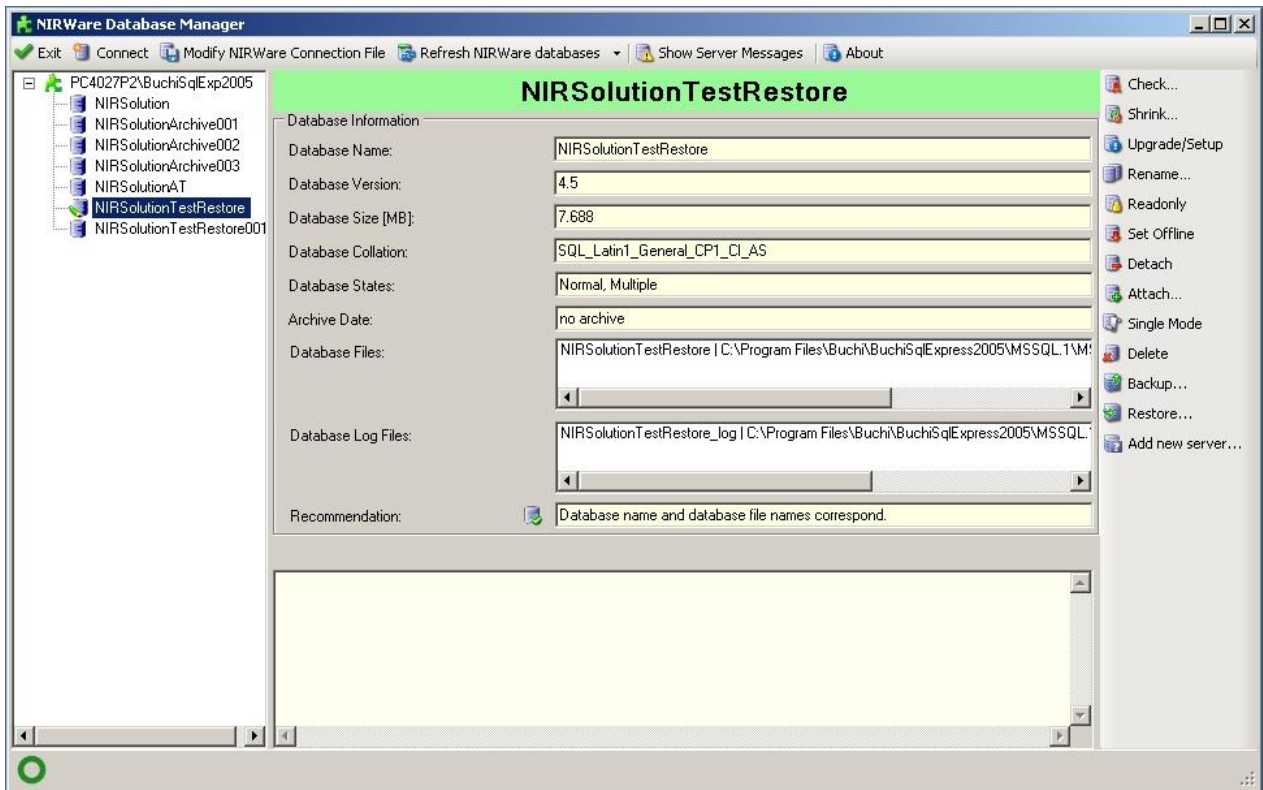 NIRWare Database Manager
Exit Connect Modify NIRWare Connection File Refresh NIRWare databases Show Server Messages About
PC4027P2\BuchiSqlExp2005
NIRSolution
NIRSolutionArchive001
NIRSolutionArchive002
NIRSolutionArchive003
NIRSolutionAT
NIRSolutionTestRestore
NIRSolutionTestRestore001
NIRSolutionTestRestore
Database Information
Database Name: NIRSolutionTestRestore
Database Version: 4.5
Database Size [MB]: 7.688
Database Collation: SQL_Latin1_General_CP1_CI_AS
Database States: Normal, Multiple
Archive Date: no archive
Database Files: NIRSolutionTestRestore | C:\Program Files\Buchi\BuchiSqlExpress2005\MSSQL.1\M
Database Log Files: NIRSolutionTestRestore_log | C:\Program Files\Buchi\BuchiSqlExpress2005\MSSQL.
Recommendation: Database name and database file names correspond.
Check...
Shrink...
Upgrade/Setup
Rename...
Readonly
Set Offline
Detach
Attach...
Single Mode
Delete
Backup...
Restore...
Add new server...